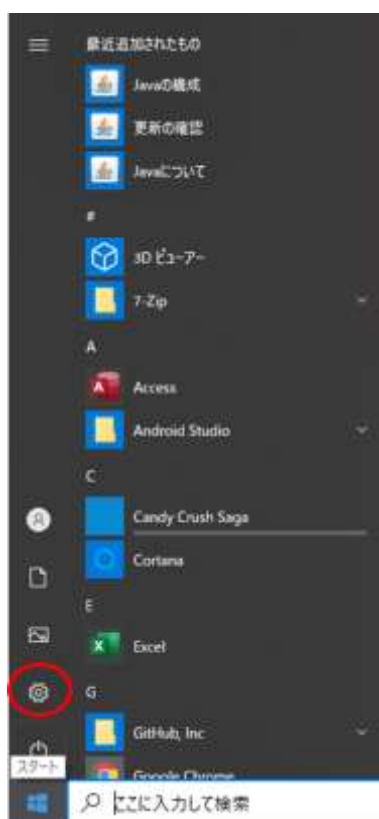 最近追加されたもの
Javaの構成
更新の確認
Javaについて
#
3D ビューアー
7-Zip
A
Access
Android Studio
C
Candy Crush Saga
Cortana
E
Excel
G
GitHub, Inc
Google Chrome
スタート
ここに入力して検索